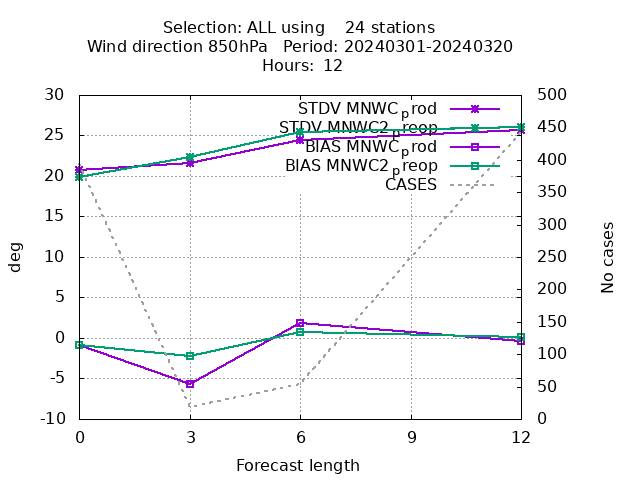 Selection: ALL using    24 stations
Wind direction 850hPa   Period: 20240301-20240320
Hours: 12
30 500
STDV MNWC_prod
25 450
STDV MNWC2_preop
BIAS MNWC_prod
20 400
BIAS MNWC2_preop
CASES
15 350
10 300
5 250
0 200
-5 150
-10 100
50
0
deg
No cases
0 3 6 9 12
Forecast length